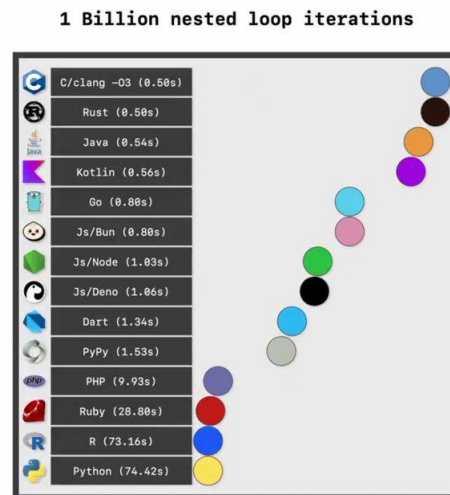 1 Billion nested loop iterations
C/clang -O3 (0.50s)
Rust (0.50s)
Java
Java (0.54s)
Kotlin (0.56s)
Go (0.80s)
Js/Bun (0.80s)
Js/Node (1.03s)
Js/Deno (1.06s)
Dart (1.34s)
PyPy (1.53s)
php
PHP (9.93s)
Ruby (28.80s)
R
R (73.16s)
Python (74.42s)